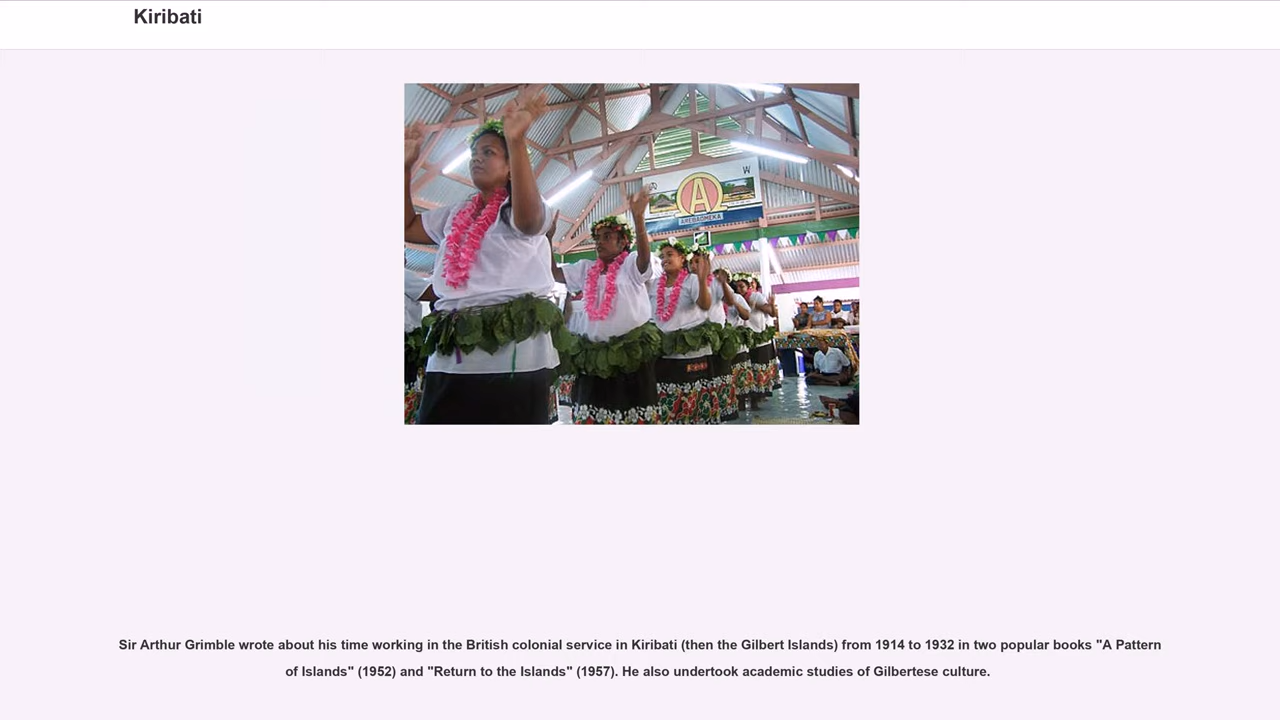 Kiribati
W
A
AKEBAOMEKA
Sir Arthur Grimble wrote about his time working in the British colonial service in Kiribati (then the Gilbert Islands) from 1914 to 1932 in two popular books "A Pattern
of Islands" (1952) and "Return to the Islands" (1957). He also undertook academic studies of Gilbertese culture.